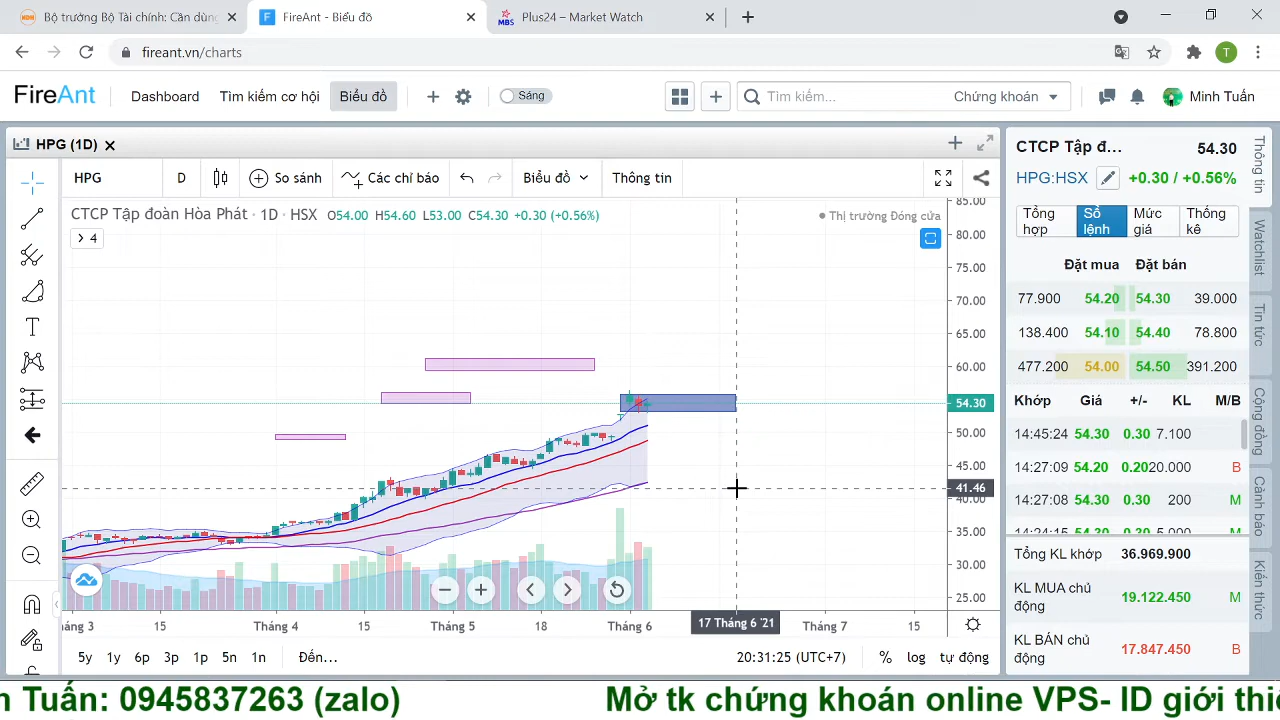 Bộ trưởng Bộ Tài chính: Cần dùng
FireAnt - Biểu đồ
MBS
Plus24 – Market Watch
fireant.vn/charts
T
FireAnt
Dashboard
Tìm kiếm cơ hội
Biểu đồ
Sáng
Tìm kiếm...
Chứng khoán
Minh Tuấn
HPG (1D)
HPG
D
So sánh
Các chỉ báo
Biểu đồ
Thông tin
CTCP Tập đoàn Hòa Phát · 1D · HSX O54.00 H54.60 L53.00 C54.30 +0.30 (+0.56%)
Thị trường Đóng cửa
4
85.00
80.00
75.00
70.00
65.00
60.00
54.30
50.00
45.00
41.46
40.00
35.00
30.00
25.00
Tháng 3
15
Tháng 4
15
Tháng 5
18
Tháng 6
17 Tháng 6 '21
Tháng 7
15
5y 1y 6p 3p 1p 5n 1n
Đến...
20:31:25 (UTC+7)
% log tự động
CTCP Tập đ... 54.30
HPG:HSX +0.30 / +0.56%
Tổng hợp
Sổ lệnh
Mức giá
Thống kê
Đặt mua Đặt bán
77.900 54.20 54.30 39.000
138.400 54.10 54.40 78.800
477.200 54.00 54.50 391.200
Khớp Giá +/- KL M/B
14:45:24 54.30 0.30 7.100
14:27:09 54.20 0.20 20.000 B
14:27:08 54.30 0.30 200 M
14:24:15 54.30 0.30 5.000 M
Tổng KL khớp 36.969.900
KL MUA chủ động 19.122.450 M
KL BÁN chủ động 17.847.450 B
Thông tin
Watchlist
Tin tức
Cộng đồng
Cảnh báo
Kiến thức
n Tuấn: 0945837263 (zalo)
Mở tk chứng khoán online VPS- ID giới thiệ